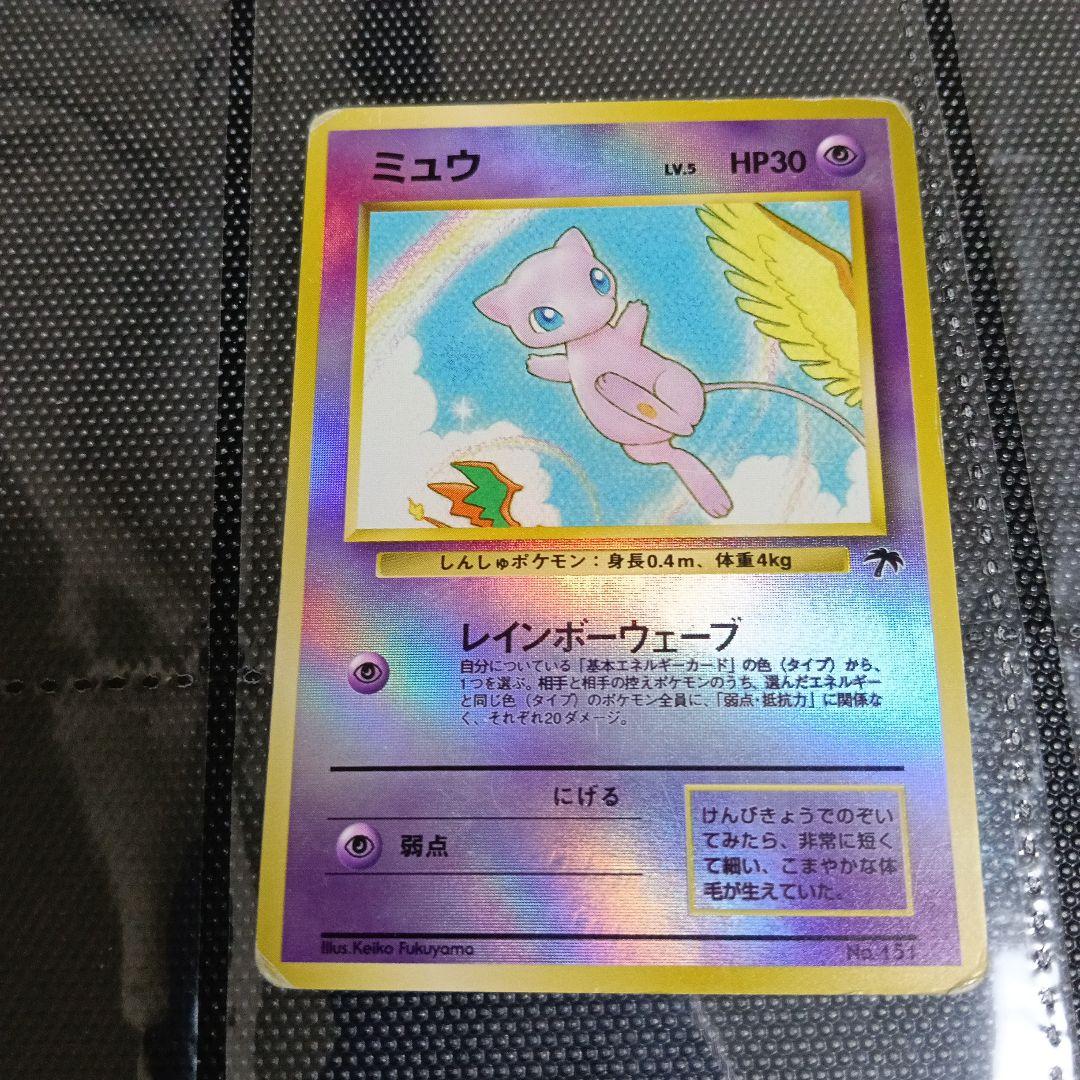 ミュウ LV.5 HP30
しんしゅポケモン：身長0.4m、体重4kg
レインボーウェーブ
自分についている「基本エネルギーカード」の色（タイプ）から、
1つを選ぶ。相手と相手の控えポケモンのうち、選んだエネルギー
と同じ色（タイプ）のポケモン全員に、「弱点・抵抗力」に関係な
く、それぞれ20ダメージ。
にげる
弱点
けんびきょうでのぞい
てみたら、非常に短く
て細い、こまやかな体
毛が生えていた。
Illus.Keiko Fukuyama
No.151